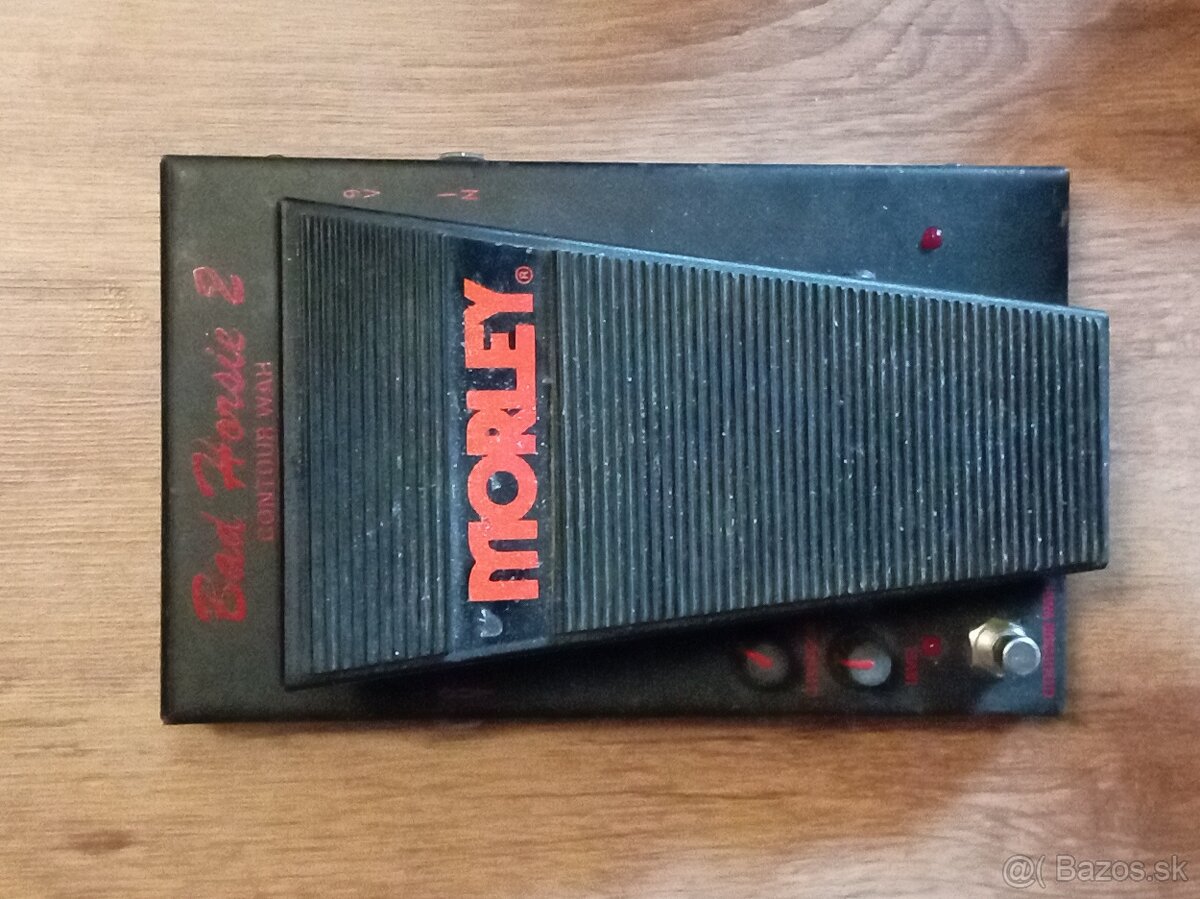 Bad Horsie 2
CONTOUR WAH
9V
IN
MORLEY®
@( Bazos.sk